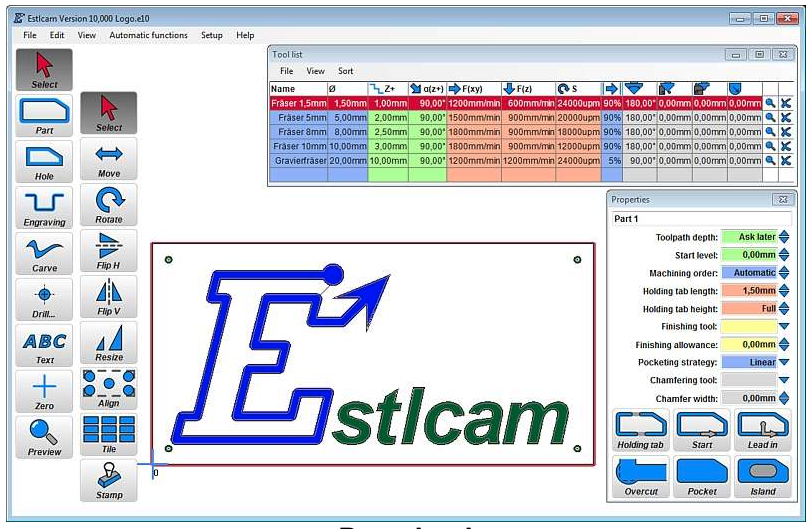 Estlcam Version 10,000 Logo.e10
File Edit View Automatic functions Setup Help
Select
Part
Hole
Engraving
Carve
Drill...
ABC
Text
Zero
Preview
Select
Move
Rotate
Flip H
Flip V
Resize
Align
Tile
Stamp
Tool list
File View Sort
Name Ø Z+ α(z+) F(xy) F(z) S
Fräser 1,5mm 1,50mm 1,00mm 90,00° 1200mm/min 600mm/min 24000upm 90% 180,00° 0,00mm 0,00mm 0,00mm
Fräser 5mm 5,00mm 2,00mm 90,00° 1500mm/min 900mm/min 20000upm 90% 180,00° 0,00mm 0,00mm 0,00mm
Fräser 8mm 8,00mm 2,50mm 90,00° 1800mm/min 900mm/min 18000upm 90% 180,00° 0,00mm 0,00mm 0,00mm
Fräser 10mm 10,00mm 3,00mm 90,00° 1800mm/min 900mm/min 12000upm 90% 180,00° 0,00mm 0,00mm 0,00mm
Gravierfräser 20,00mm 10,00mm 90,00° 1200mm/min 1200mm/min 24000upm 5% 90,00° 0,00mm 0,00mm 0,00mm
Estlcam
0
Properties
Part 1
Toolpath depth: Ask later
Start level: 0,00mm
Machining order: Automatic
Holding tab length: 1,50mm
Holding tab height: Full
Finishing tool:
Finishing allowance: 0,00mm
Pocketing strategy: Linear
Chamfering tool:
Chamfer width: 0,00mm
Holding tab Start Lead in
Overcut Pocket Island